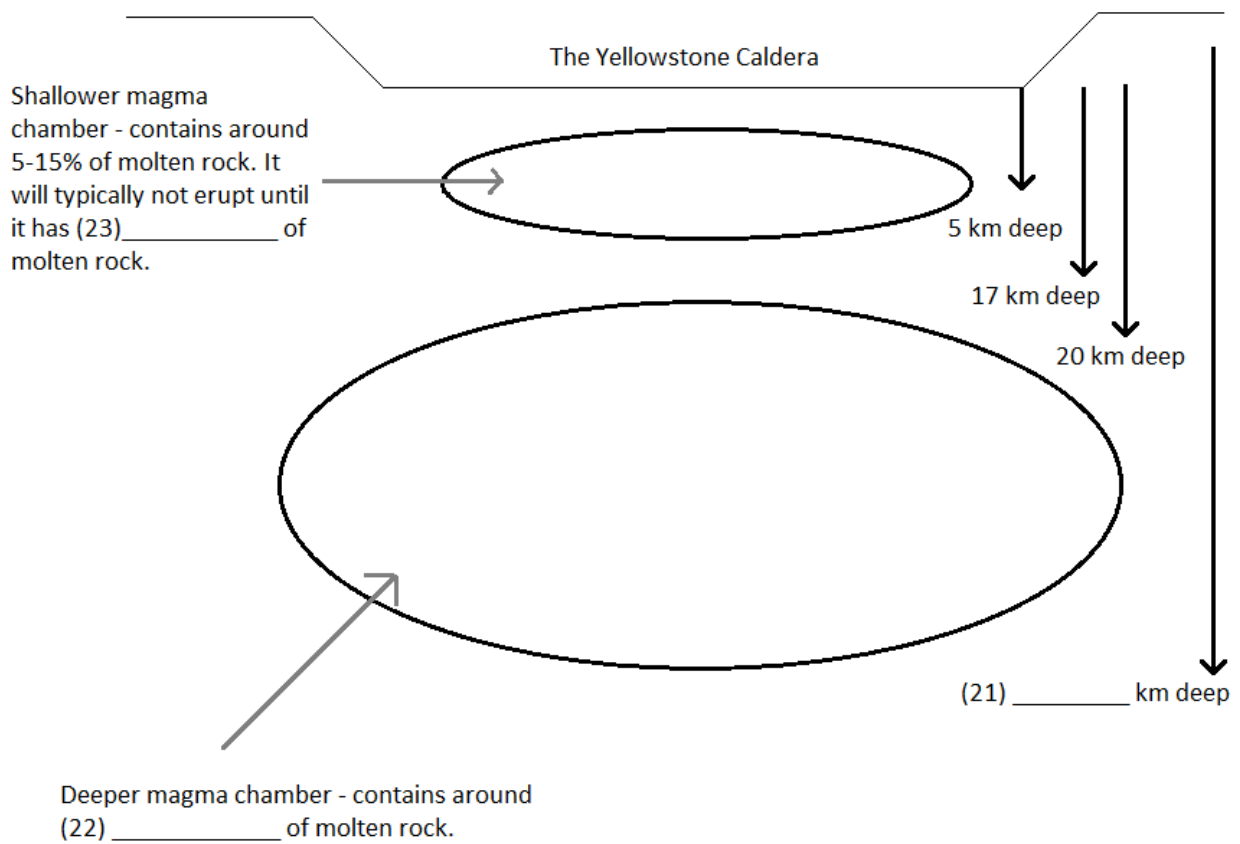 The Yellowstone Caldera
Shallower magma
chamber - contains around
5-15% of molten rock. It
will typically not erupt until
it has (23)____________ of
molten rock.
5 km deep
17 km deep
20 km deep
(21) _________ km deep
Deeper magma chamber - contains around
(22) _____________ of molten rock.